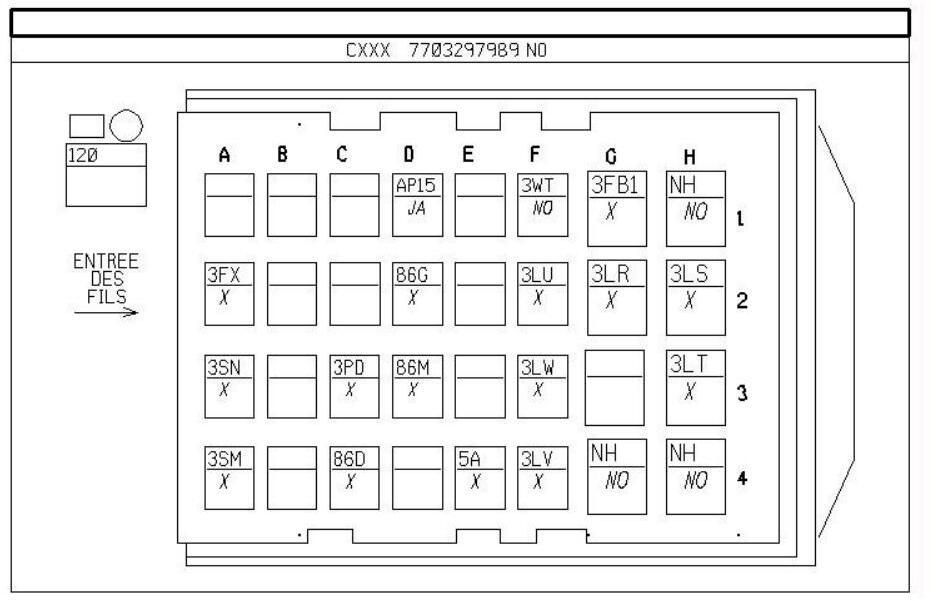 CXXX 7703297989 NO
120
A B C D E F G H
AP15 3WT 3FB1 NH
JA NO X NO 1
ENTREE
DES
FILS
3FX 86G 3LU 3LR 3LS
X X X X X 2
3SN 3PD 86M 3LW 3LT
X X X X X 3
3SM 86D 5A 3LV NH NH
X X X X NO NO 4